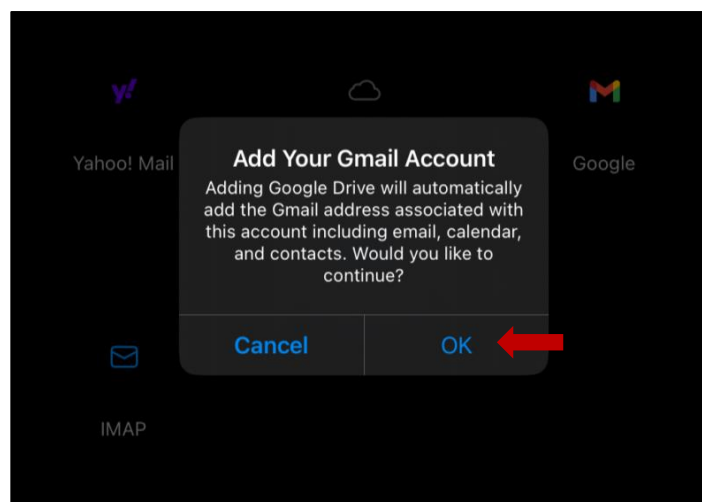 y!
Yahoo! Mail
Google
Add Your Gmail Account
Adding Google Drive will automatically
add the Gmail address associated with
this account including email, calendar,
and contacts. Would you like to
continue?
Cancel
OK
IMAP